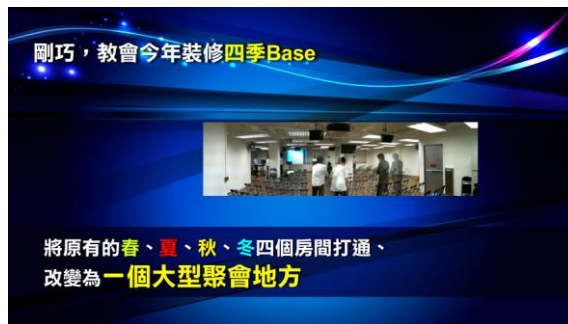 剛巧，教會今年裝修四季Base
將原有的春、夏、秋、冬四個房間打通、
改變為一個大型聚會地方